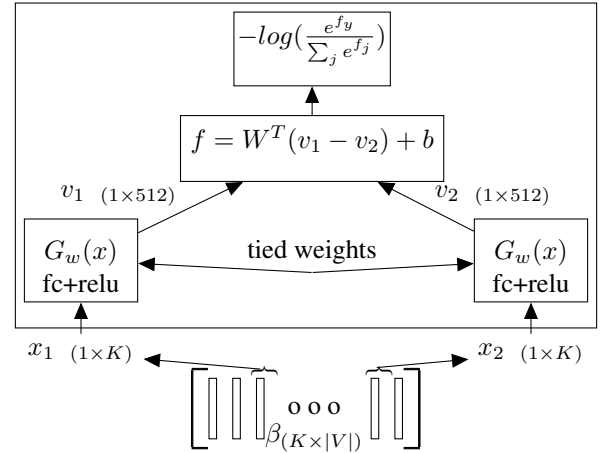 −log(e^{f_y} / ∑_j e^{f_j})
f = W^T(v_1 − v_2) + b
v_1 (1×512) v_2 (1×512)
G_w(x) tied weights G_w(x)
fc+relu fc+relu
x_1 (1×K) x_2 (1×K)
o o o
β_{(K×|V|)}